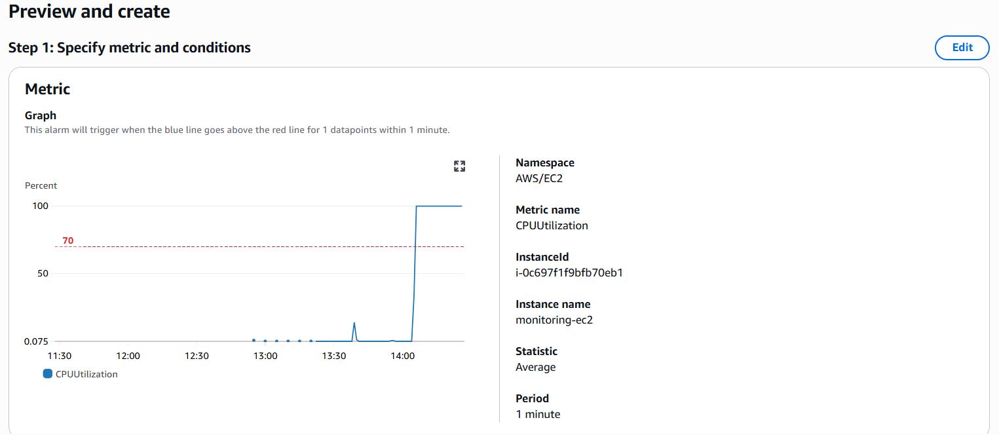 Preview and create
Step 1: Specify metric and conditions
Edit
Metric
Graph
This alarm will trigger when the blue line goes above the red line for 1 datapoints within 1 minute.
Percent
100
70
50
0.075
11:30
12:00
12:30
13:00
13:30
14:00
CPUUtilization
Namespace
AWS/EC2
Metric name
CPUUtilization
InstanceId
i-0c697f1f9bfb70eb1
Instance name
monitoring-ec2
Statistic
Average
Period
1 minute